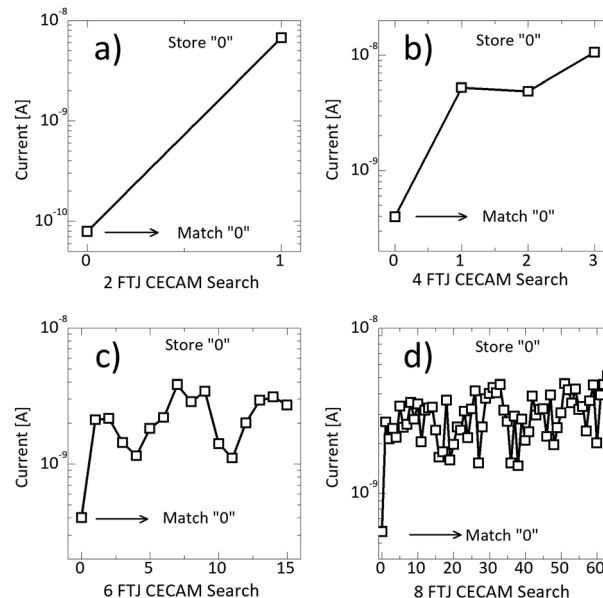 a)
Store "0"
10⁻⁸
10⁻⁹
10⁻¹⁰
Current [A]
Match "0"
0 1
2 FTJ CECAM Search
b)
Store "0"
10⁻⁸
10⁻⁹
Current [A]
Match "0"
0 1 2 3
4 FTJ CECAM Search
c)
Store "0"
10⁻⁸
10⁻⁹
Current [A]
Match "0"
0 5 10 15
6 FTJ CECAM Search
d)
Store "0"
10⁻⁸
10⁻⁹
Current [A]
Match "0"
0 10 20 30 40 50 60
8 FTJ CECAM Search